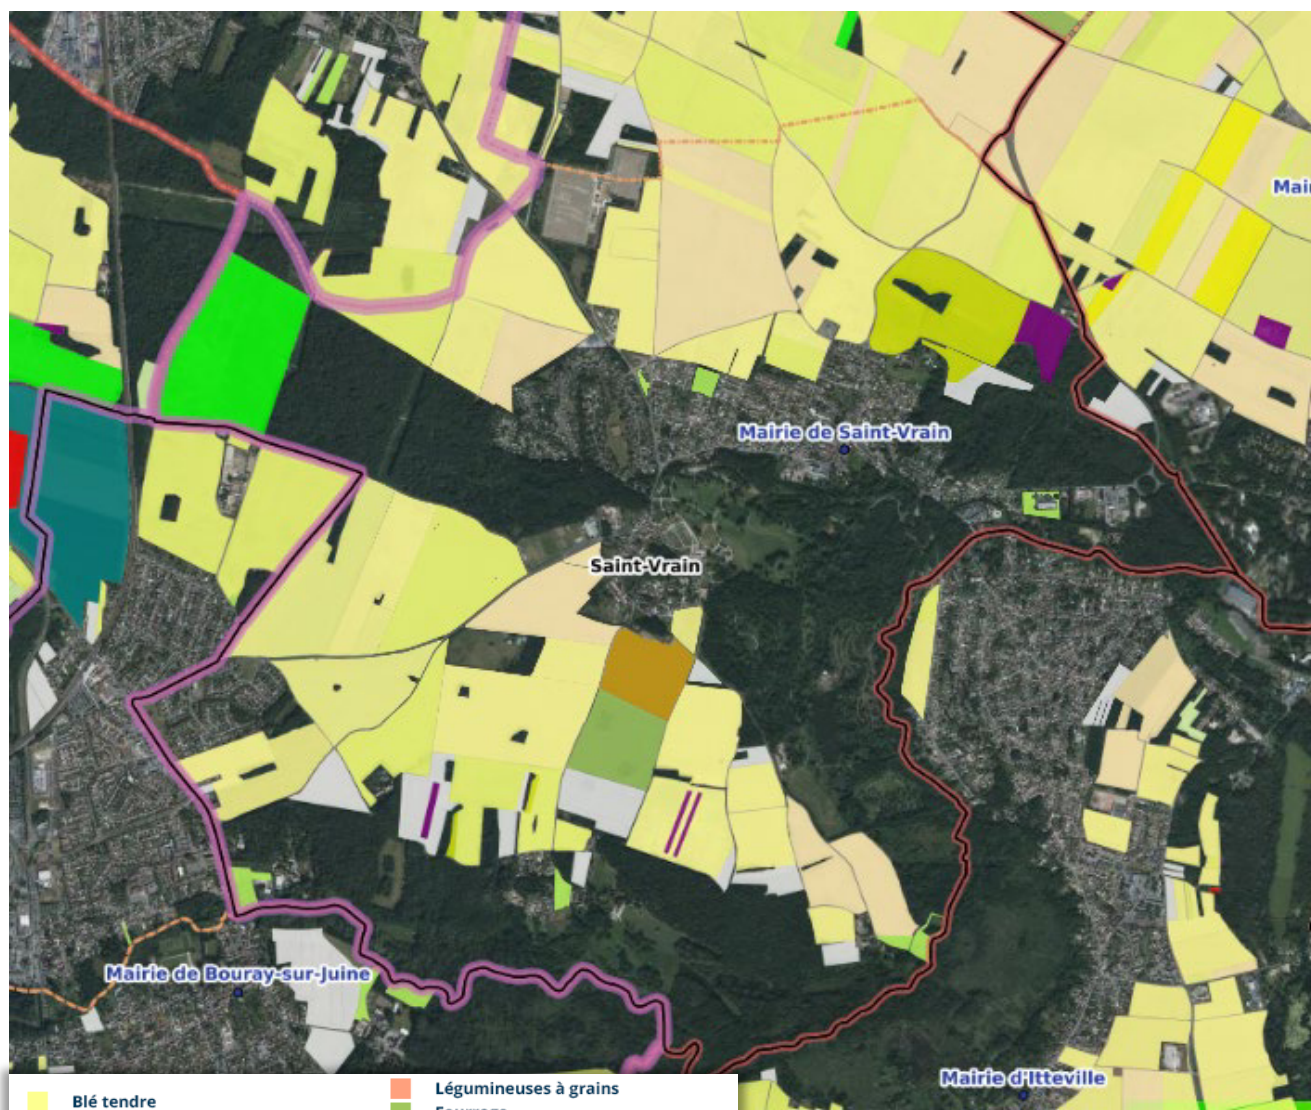 Mai
Mairie de Saint-Vrain
Saint-Vrain
Mairie de Bouray-sur-Juine
Mairie d'Itteville
Blé tendre
Légumineuses à grains